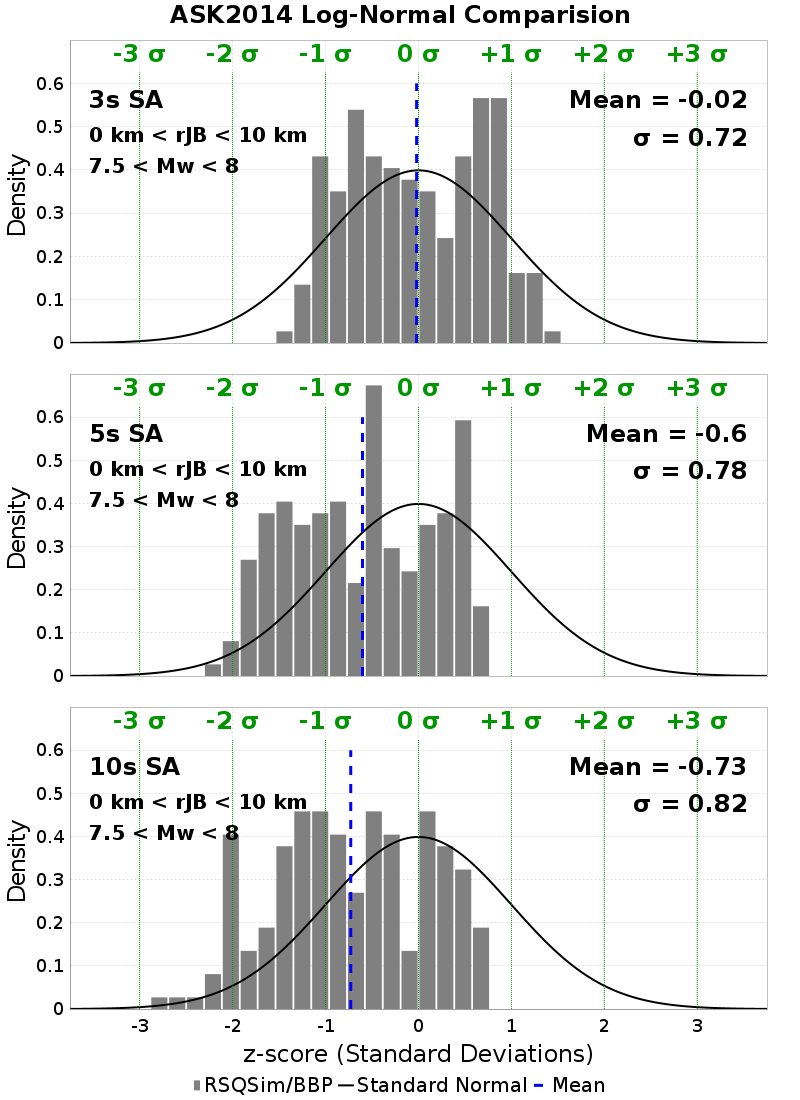 ASK2014 Log-Normal Comparision
-3 σ -2 σ -1 σ 0 σ +1 σ +2 σ +3 σ
3s SA
0 km < rJB < 10 km
7.5 < Mw < 8
Mean = -0.02
σ = 0.72
Density
0.6
0.5
0.4
0.3
0.2
0.1
0
-3 σ -2 σ -1 σ 0 σ +1 σ +2 σ +3 σ
5s SA
0 km < rJB < 10 km
7.5 < Mw < 8
Mean = -0.6
σ = 0.78
Density
0.6
0.5
0.4
0.3
0.2
0.1
0
-3 σ -2 σ -1 σ 0 σ +1 σ +2 σ +3 σ
10s SA
0 km < rJB < 10 km
7.5 < Mw < 8
Mean = -0.73
σ = 0.82
Density
0.6
0.5
0.4
0.3
0.2
0.1
0
-3 -2 -1 0 1 2 3
z-score (Standard Deviations)
RSQSim/BBP Standard Normal Mean